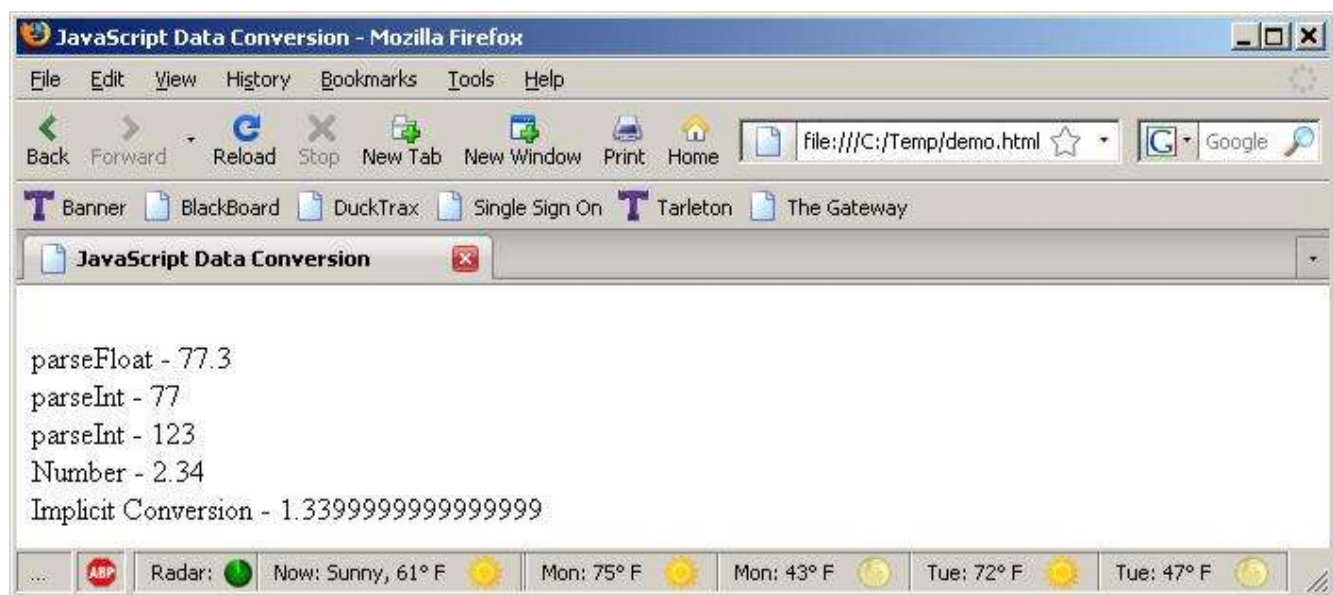 JavaScript Data Conversion - Mozilla Firefox
File Edit View History Bookmarks Tools Help
Back Forward Reload Stop New Tab New Window Print Home file:///C:/Temp/demo.html G Google
T Banner BlackBoard DuckTrax Single Sign On T Tarleton The Gateway
JavaScript Data Conversion
parseFloat - 77.3
parseInt - 77
parseInt - 123
Number - 2.34
Implicit Conversion - 1.3399999999999999
... ABP Radar: Now: Sunny, 61° F Mon: 75° F Mon: 43° F Tue: 72° F Tue: 47° F